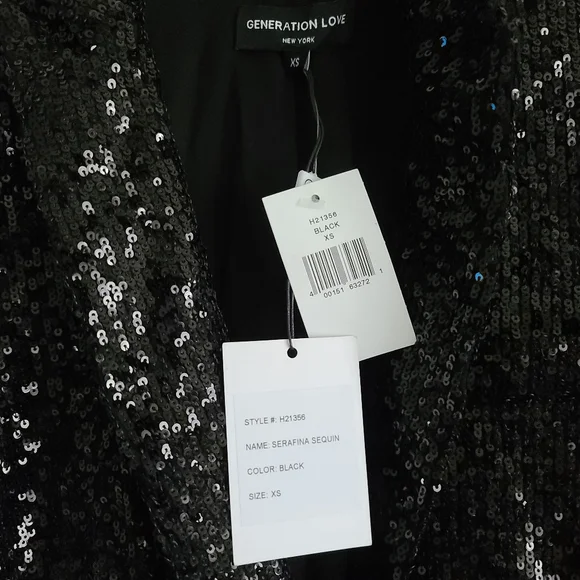 GENERATION LOVE
NEW YORK
XS
H21356
BLACK
XS
4 00151 63272 1
STYLE #: H21356
NAME: SERAFINA SEQUIN
COLOR: BLACK
SIZE: XS